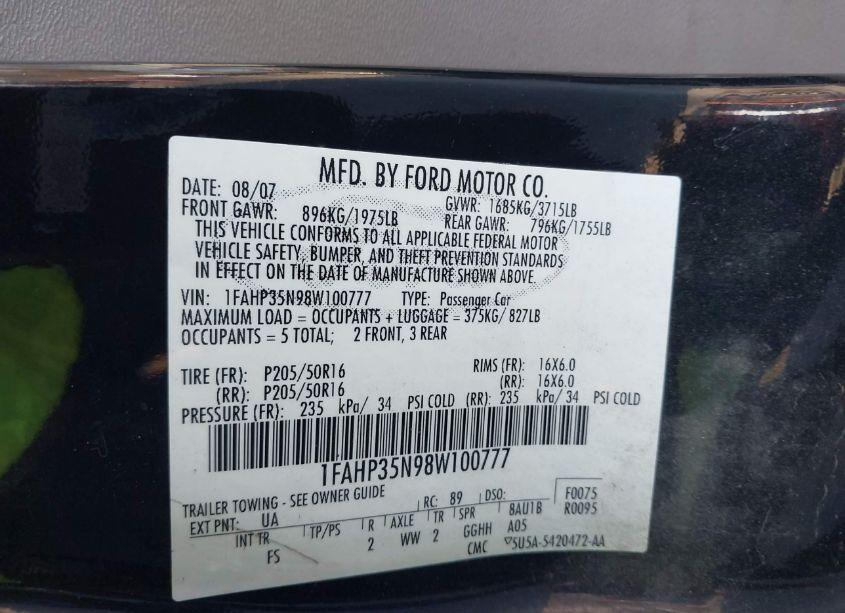 MFD. BY FORD MOTOR CO.
DATE: 08/07 GVWR: 1685KG/3715LB
FRONT GAWR: 896KG/1975LB REAR GAWR: 796KG/1755LB
THIS VEHICLE CONFORMS TO ALL APPLICABLE FEDERAL MOTOR
VEHICLE SAFETY, BUMPER, AND THEFT PREVENTION STANDARDS
IN EFFECT ON THE DATE OF MANUFACTURE SHOWN ABOVE
VIN: 1FAHP35N98W100777 TYPE: Passenger Car
MAXIMUM LOAD = OCCUPANTS + LUGGAGE = 375KG/ 827LB
OCCUPANTS = 5 TOTAL; 2 FRONT, 3 REAR
TIRE (FR): P205/50R16 RIMS (FR): 16X6.0
(RR): P205/50R16 (RR): 16X6.0
PRESSURE (FR): 235 kPa/ 34 PSI COLD (RR): 235 kPa/ 34 PSI COLD
1FAHP35N98W100777
TRAILER TOWING - SEE OWNER GUIDE RC: 89 DSO: F0075
EXT PNT: UA TP/PS R AXLE TR SPR 8AU1B R0095
INT TR 2 WW 2 GGHH A05
FS CMC ▽5U5A-5420472-AA